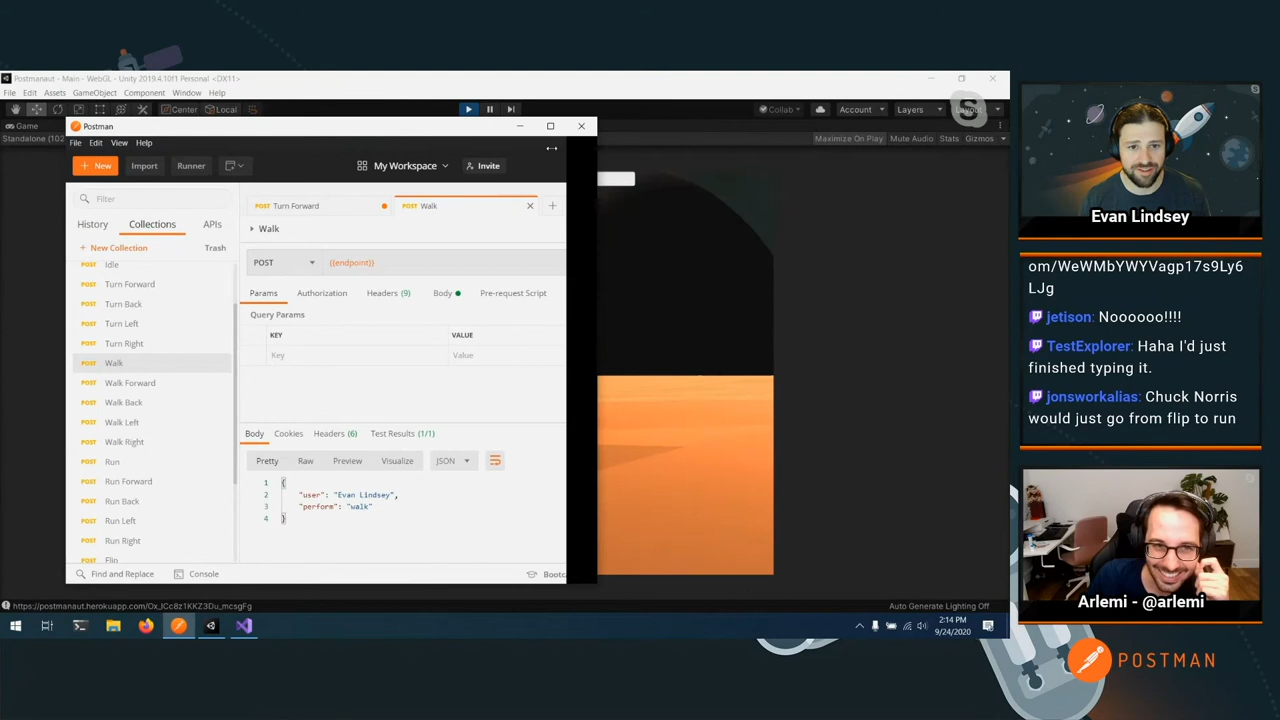 Postmanaut - Main - WebGL - Unity 2019.4.10f1 Personal <DX11>
File Edit Assets GameObject Component Window Help
Center Local Collab Account Layers Layout
Game
Standalone (102
Maximize On Play Mute Audio Stats Gizmos
Postman
File Edit View Help
New Import Runner My Workspace Invite
Filter
History Collections APIs
New Collection Trash
POST Idle
POST Turn Forward
POST Turn Back
POST Turn Left
POST Turn Right
POST Walk
POST Walk Forward
POST Walk Back
POST Walk Left
POST Walk Right
POST Run
POST Run Forward
POST Run Back
POST Run Left
POST Run Right
POST Flip
POST Turn Forward POST Walk
Walk
POST {{endpoint}}
Params Authorization Headers (9) Body Pre-request Script
Query Params
KEY VALUE
Key Value
Body Cookies Headers (6) Test Results (1/1)
Pretty Raw Preview Visualize JSON
1 {
2 "user": "Evan Lindsey",
3 "perform": "walk"
4 }
Find and Replace Console Bootc
Auto Generate Lighting Off
2:14 PM
9/24/2020
Evan Lindsey
om/WeWMbYWYVagp17s9Ly6
LJg
jetison: Noooooo!!!!
TestExplorer: Haha I'd just
finished typing it.
jonsworkalias: Chuck Norris
would just go from flip to run
Arlemi - @arlemi
POSTMAN